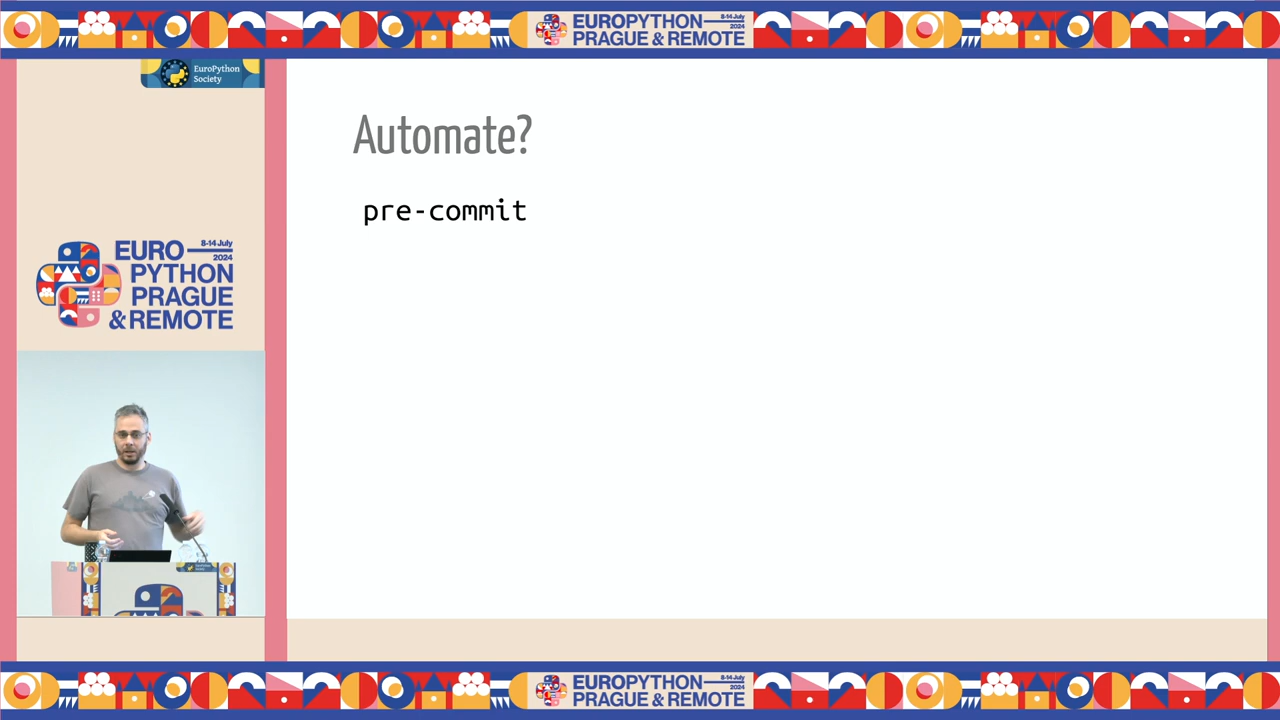 EUROPYTHON
8-14 July
2024
PRAGUE & REMOTE
EuroPython
Society
Automate?
pre-commit
EURO
8-14 July
2024
PYTHON
PRAGUE
& REMOTE
EUROPYTHON
8-14 July
2024
PRAGUE & REMOTE